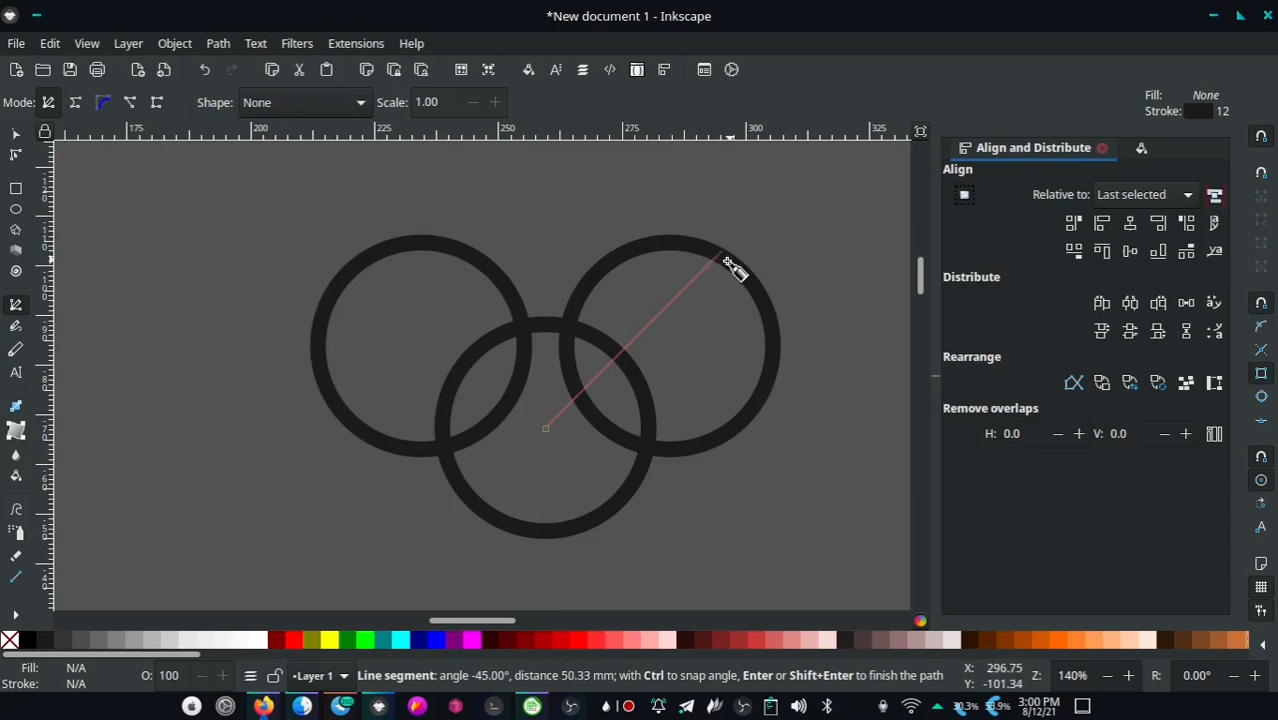 *New document 1 - Inkscape
File Edit View Layer Object Path Text Filters Extensions Help
Mode: Shape: None Scale: 1.00
Fill: None
Stroke: 12
175 200 225 250 275 300 325
Align and Distribute
Align
Relative to: Last selected
Distribute
Rearrange
Remove overlaps
H: 0.0 V: 0.0
Fill: N/A
Stroke: N/A
O: 100
Layer 1
Line segment: angle -45.00°, distance 50.33 mm; with Ctrl to snap angle, Enter or Shift+Enter to finish the path
X: 296.75
Y: -101.34
Z: 140%
R: 0.00°
30.3% 53.9%
3:00 PM
8/12/21